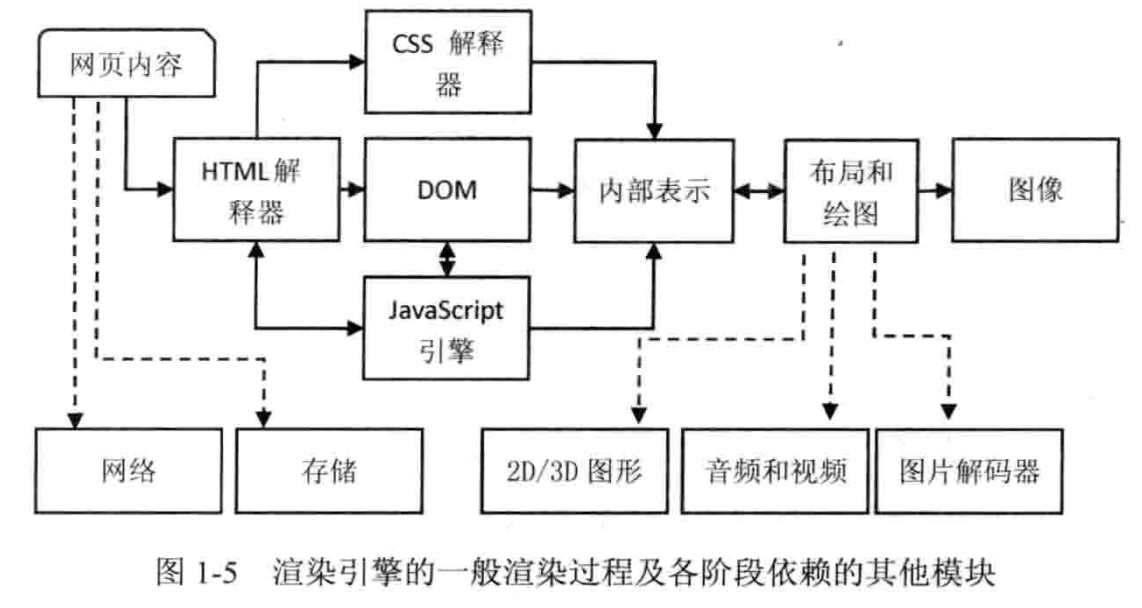 网页内容
CSS 解释
器
HTML解
释器
DOM
内部表示
布局和
绘图
图像
JavaScript
引擎
网络
存储
2D/3D 图形
音频和视频
图片解码器
图 1-5 渲染引擎的一般渲染过程及各阶段依赖的其他模块